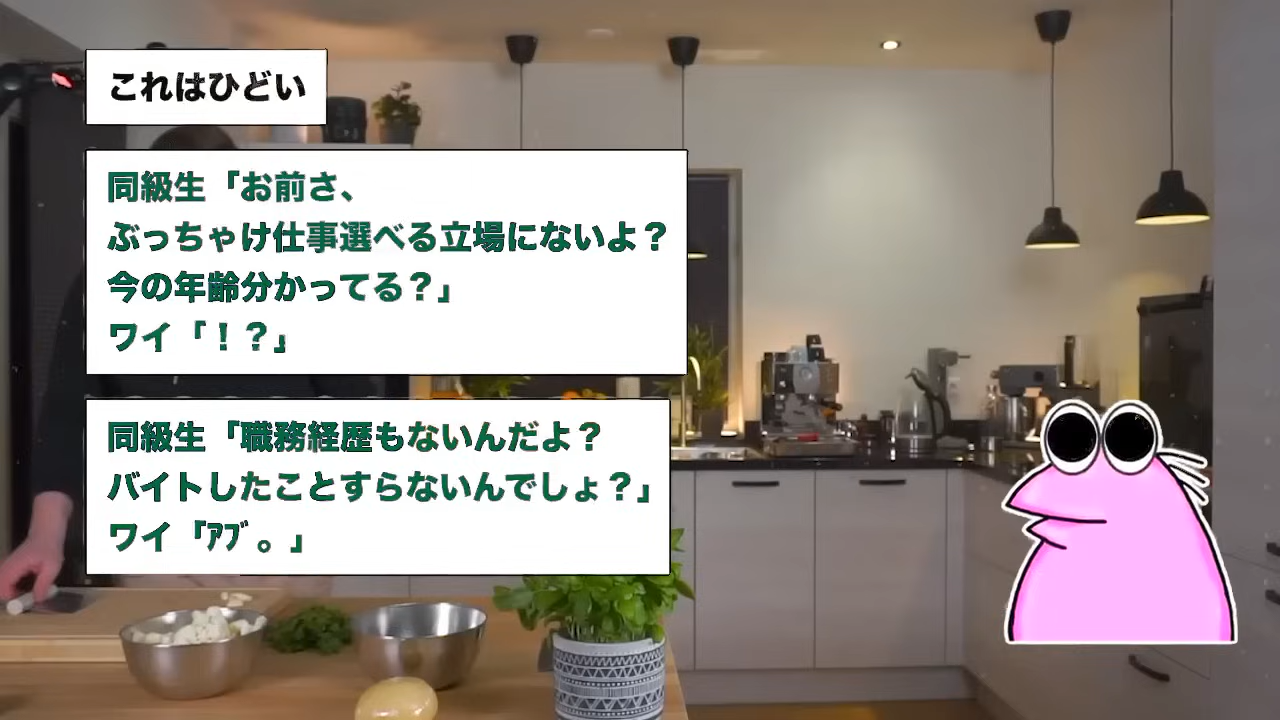 これはひどい
同級生「お前さ、
ぶっちゃけ仕事選べる立場にないよ？
今の年齢分かってる？」
ワイ「！？」
同級生「職務経歴もないんだよ？
バイトしたことすらないんでしょ？」
ワイ「ｱﾌﾞ。」